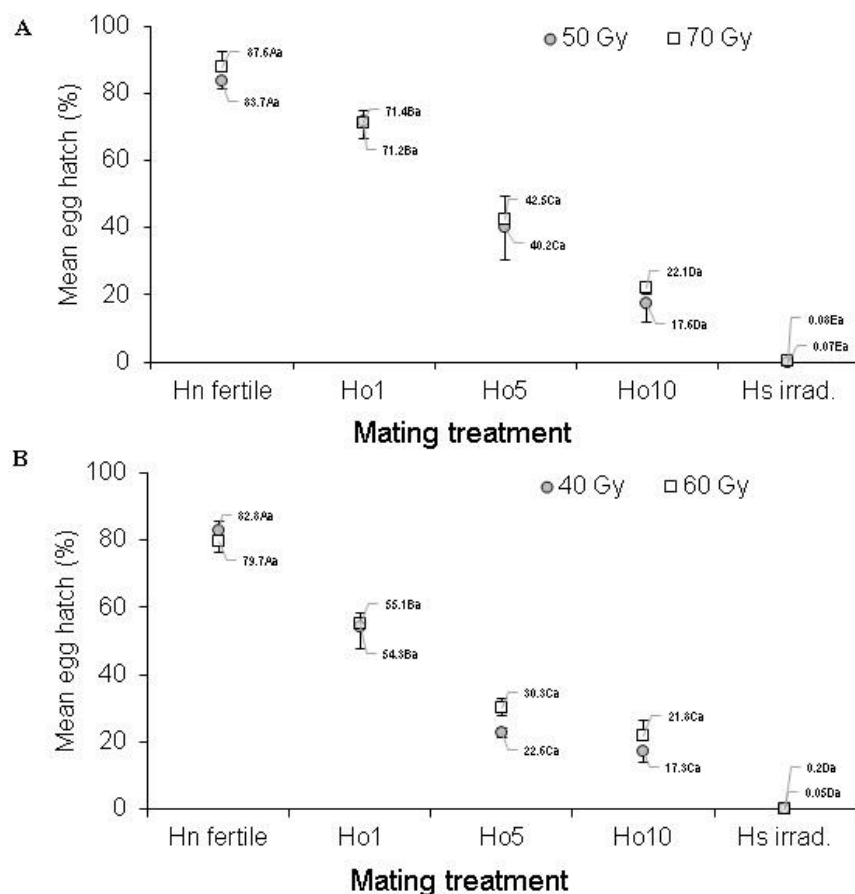 A
100
50 Gy 70 Gy
87.6Aa
80
83.7Aa
71.4Ba
71.2Ba
60
42.5Ca
40
40.2Ca
22.1Da
20
17.6Da
0.08Ea
0.07Ea
0
Mean egg hatch (%)
Hn fertile Ho1 Ho5 Ho10 Hs irrad.
Mating treatment
B
100
40 Gy 60 Gy
82.8Aa
80
79.7Aa
60
55.1Ba
54.3Ba
40
30.3Ca
22.6Ca
21.8Ca
20
17.3Ca
0.2Da
0.05Da
0
Mean egg hatch (%)
Hn fertile Ho1 Ho5 Ho10 Hs irrad.
Mating treatment